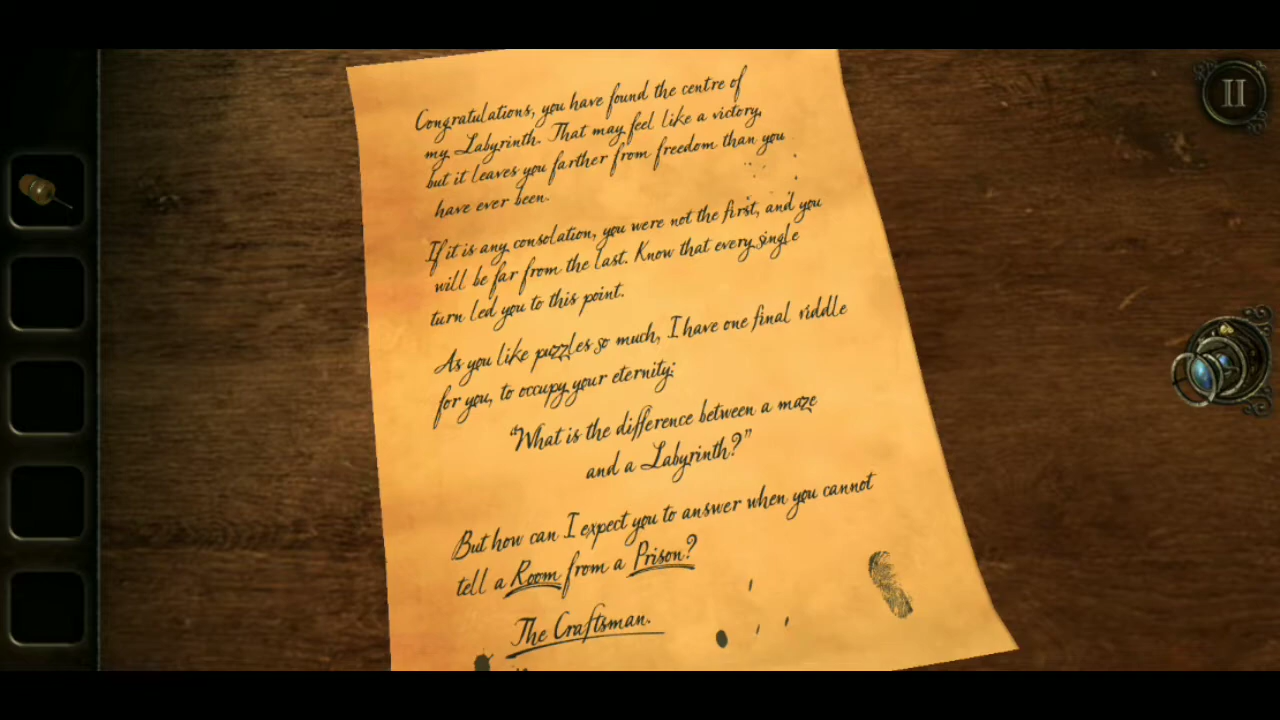 Congratulations, you have found the centre of
my Labyrinth. That may feel like a victory,
but it leaves you farther from freedom than you
have ever been.
If it is any consolation, you were not the first, and you
will be far from the last. Know that every single
turn led you to this point.
As you like puzzles so much, I have one final riddle
for you, to occupy your eternity:
"What is the difference between a maze
and a Labyrinth?"
But how can I expect you to answer when you cannot
tell a Room from a Prison?
The Craftsman.